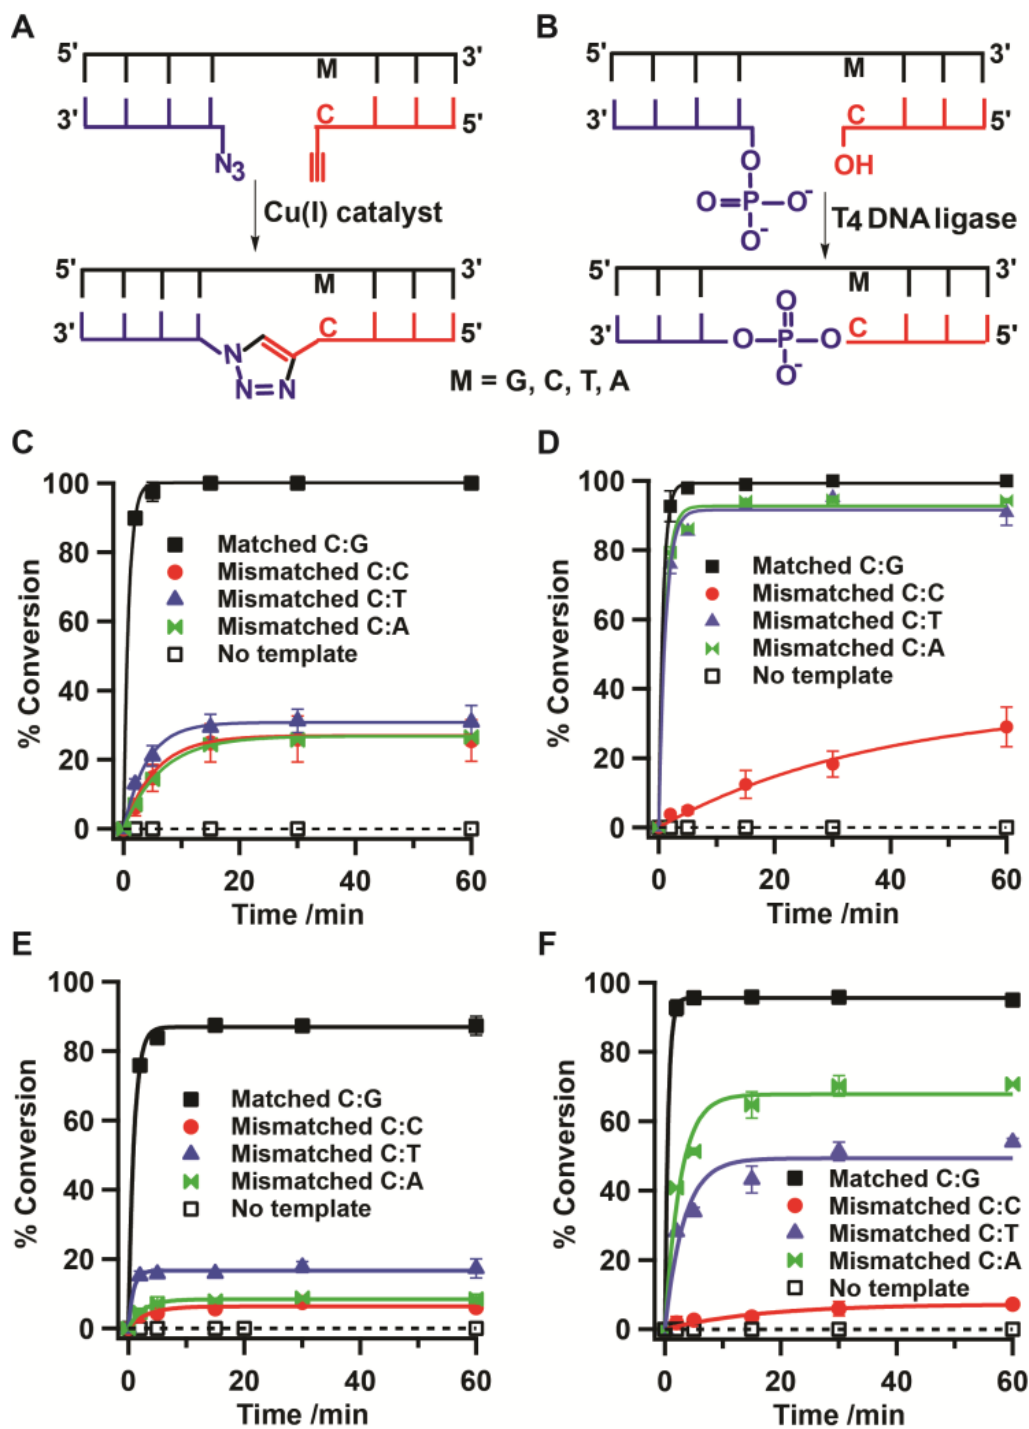 A
5'
3'
M
3'
C
5'
N3
Cu(I) catalyst
5'
3'
M
3'
C
5'
N
N=N
B
5'
3'
M
3'
C
5'
O
OH
O=P-O-
O-
T4 DNA ligase
5'
3'
M
O
3'
O-P-O
C
5'
O-
M = G, C, T, A
C
100
80
60
40
20
0
% Conversion
Matched C:G
Mismatched C:C
Mismatched C:T
Mismatched C:A
No template
0 20 40 60
Time /min
D
100
80
60
40
20
0
% Conversion
Matched C:G
Mismatched C:C
Mismatched C:T
Mismatched C:A
No template
0 20 40 60
Time /min
E
100
80
60
40
20
0
% Conversion
Matched C:G
Mismatched C:C
Mismatched C:T
Mismatched C:A
No template
0 20 40 60
Time /min
F
100
80
60
40
20
0
% Conversion
Matched C:G
Mismatched C:C
Mismatched C:T
Mismatched C:A
No template
0 20 40 60
Time /min